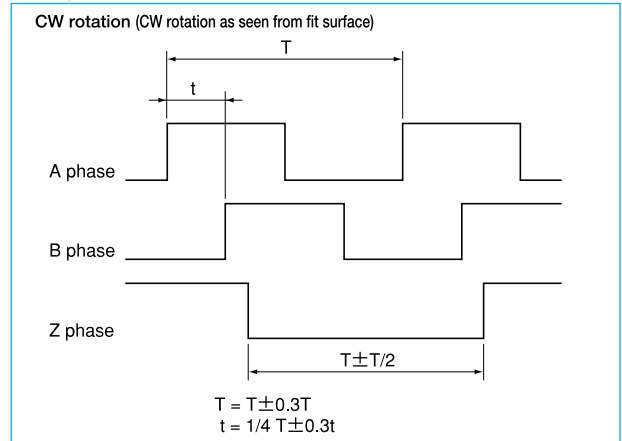 CW rotation (CW rotation as seen from fit surface)
T
t
A phase
B phase
Z phase
T±T/2
T = T±0.3T
t = 1/4 T±0.3t